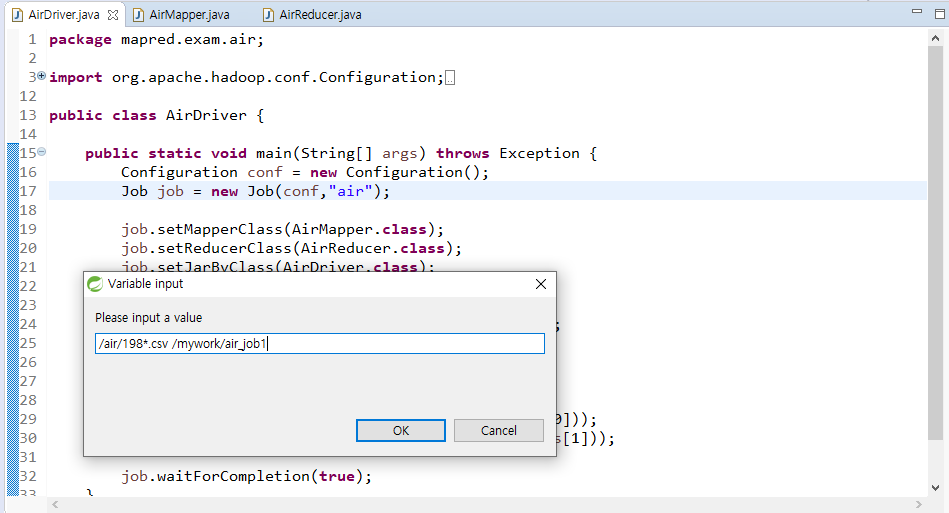 AirDriver.java AirMapper.java AirReducer.java
1 package mapred.exam.air;
2
3 import org.apache.hadoop.conf.Configuration;
12
13 public class AirDriver {
14
15 public static void main(String[] args) throws Exception {
16 Configuration conf = new Configuration();
17 Job job = new Job(conf,"air");
18
19 job.setMapperClass(AirMapper.class);
20 job.setReducerClass(AirReducer.class);
21 job.setJarByClass(AirDriver.class);
22
Variable input
23
Please input a value
24 ;
25
/air/198*.csv /mywork/air_job1
26
27
28
29 ]));
30 [1]));
OK Cancel
31
32 job.waitForCompletion(true);
33 }